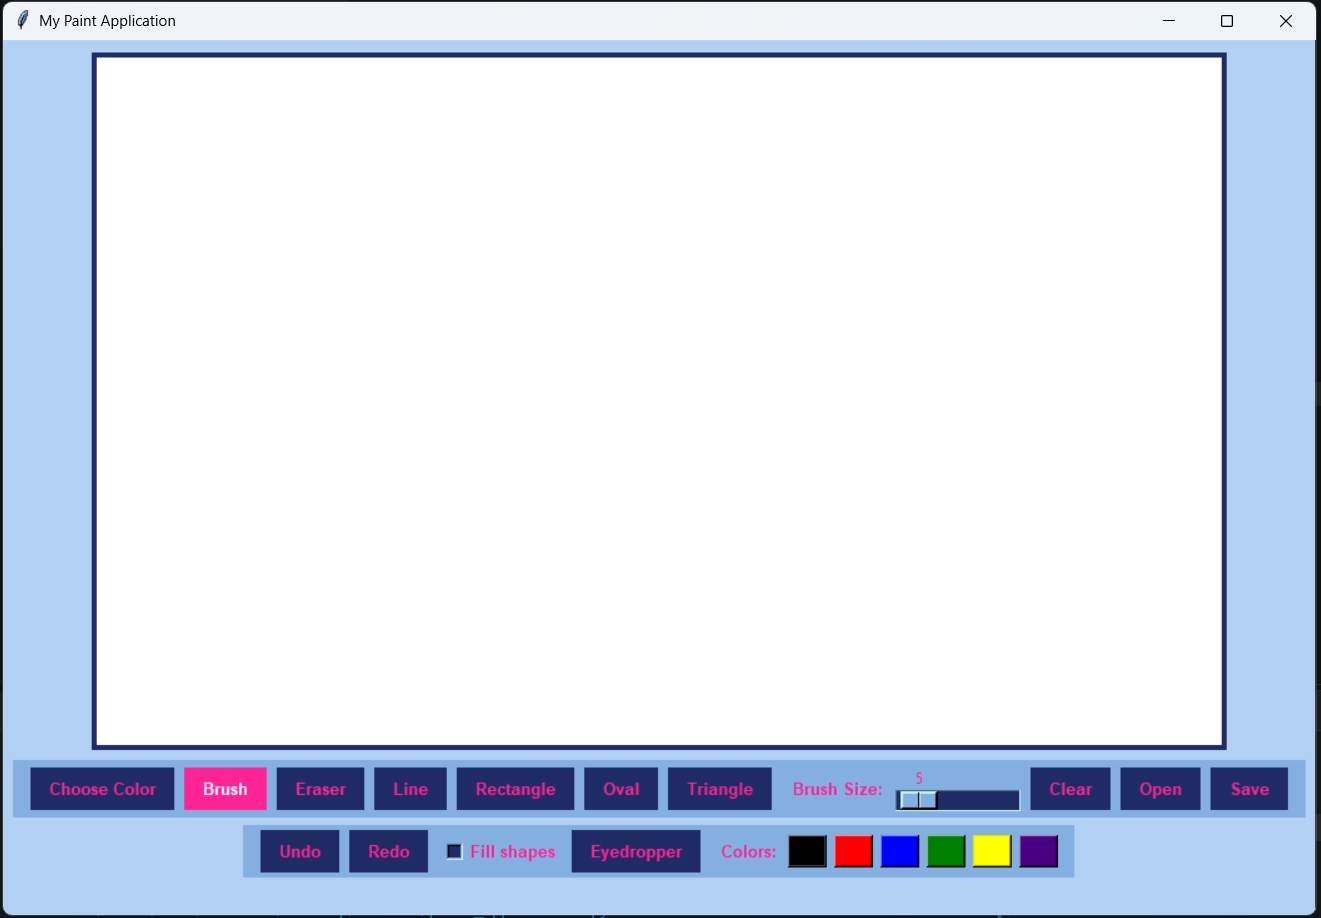 My Paint Application
Choose Color Brush Eraser Line Rectangle Oval Triangle Brush Size: 5 Clear Open Save
Undo Redo Fill shapes Eyedropper Colors: